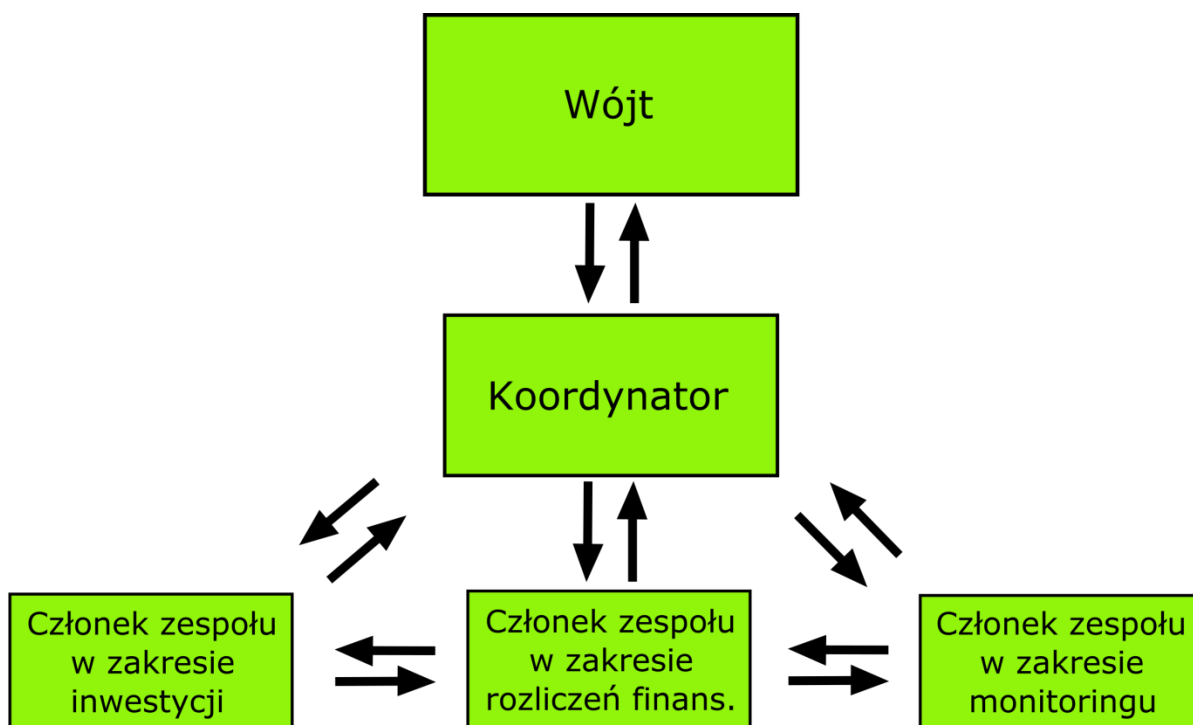 Wójt
Koordynator
Członek zespołu
w zakresie
inwestycji
Członek zespołu
w zakresie
rozliczeń finans.
Członek zespołu
w zakresie
monitoringu